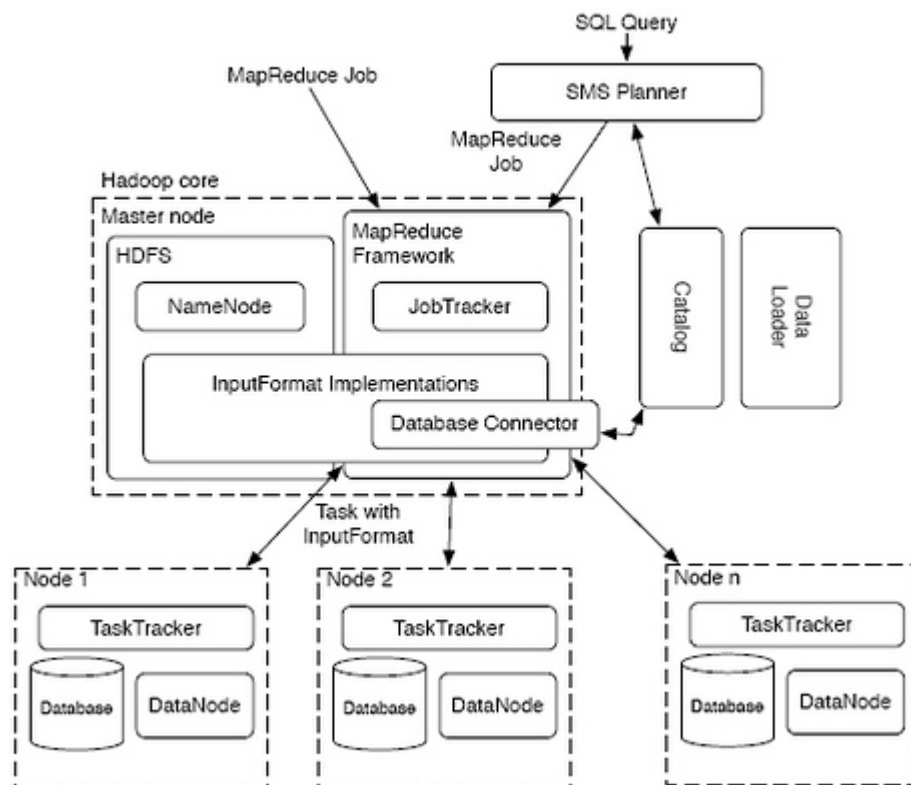 SQL Query
SMS Planner
MapReduce Job
MapReduce
Job
Hadoop core
Master node
HDFS
NameNode
MapReduce
Framework
JobTracker
InputFormat Implementations
Database Connector
Catalog
Data
Loader
Task with
InputFormat
Node 1
TaskTracker
Database
DataNode
Node 2
TaskTracker
Database
DataNode
Node n
TaskTracker
Database
DataNode